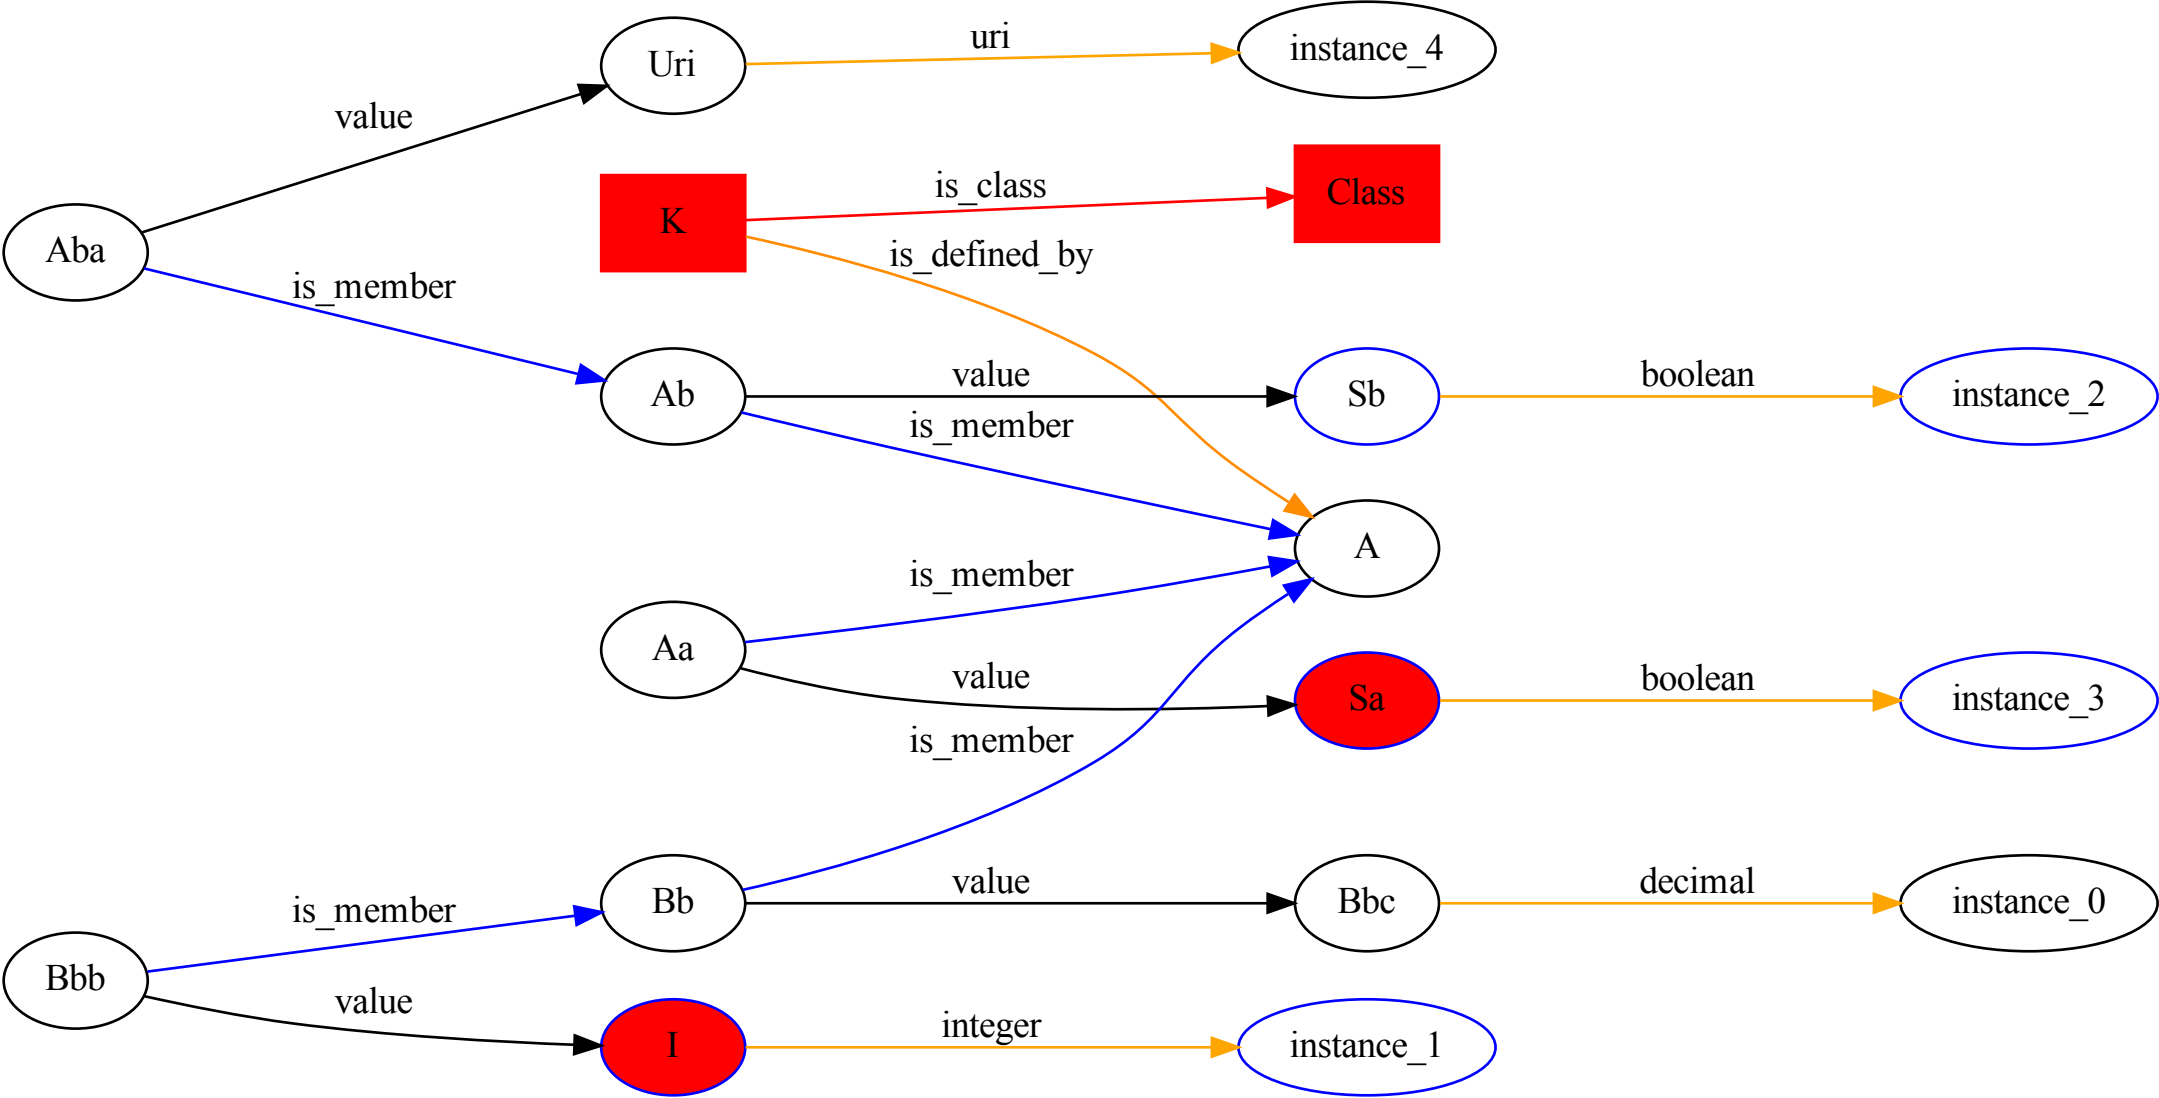 uri
Uri
instance_4
value
is_class
Class
K
Aba
is_defined_by
is_member
value
boolean
Ab
Sb
instance_2
is_member
A
is_member
Aa
value
boolean
Sa
instance_3
is_member
value
decimal
Bb
Bbc
instance_0
is_member
Bbb
value
integer
I
instance_1